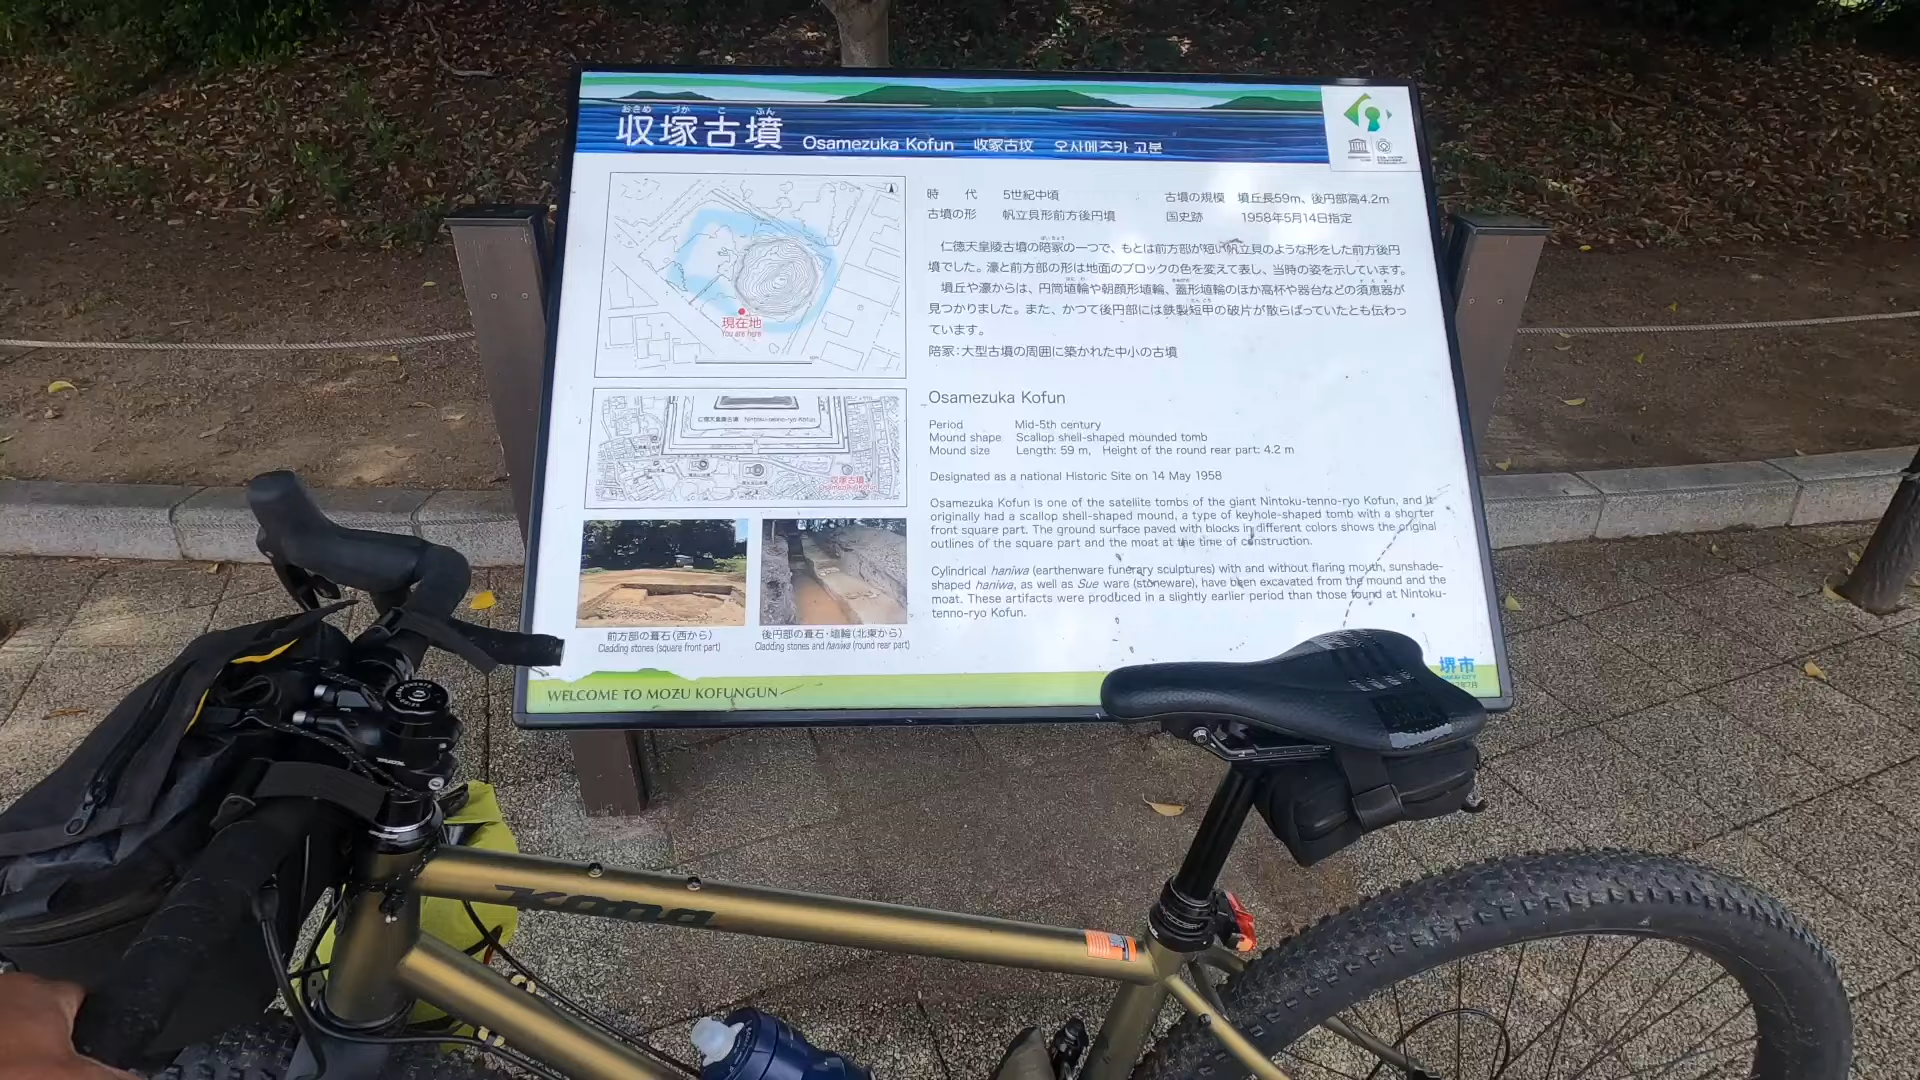 おさめ づか こ ふん
収塚古墳 Osamezuka Kofun 收冢古坟 오사메즈카 고분
現在地
You are here
仁徳天皇陵古墳 Nintoku-tenno-ryo Kofun
収塚古墳
Osamezuka Kofun
前方部の葺石(西から)
Cladding stones (square front part)
後円部の葺石・埴輪(北東から)
Cladding stones and haniwa (round rear part)
時 代 5世紀中頃 古墳の規模 墳丘長59m、後円部高4.2m
古墳の形 帆立貝形前方後円墳 国史跡 1958年5月14日指定
仁徳天皇陵古墳の陪冢の一つで、もとは前方部が短い帆立貝のような形をした前方後円
墳でした。濠と前方部の形は地面のブロックの色を変えて表し、当時の姿を示しています。
墳丘や濠からは、円筒埴輪や朝顔形埴輪、蓋形埴輪のほか高杯や器台などの須恵器が
見つかりました。また、かつて後円部には鉄製短甲の破片が散らばっていたとも伝わっ
ています。
陪冢:大型古墳の周囲に築かれた中小の古墳
Osamezuka Kofun
Period Mid-5th century
Mound shape Scallop shell-shaped mounded tomb
Mound size Length: 59 m, Height of the round rear part: 4.2 m
Designated as a national Historic Site on 14 May 1958
Osamezuka Kofun is one of the satellite tombs of the giant Nintoku-tenno-ryo Kofun, and it
originally had a scallop shell-shaped mound, a type of keyhole-shaped tomb with a shorter
front square part. The ground surface paved with blocks in different colors shows the original
outlines of the square part and the moat at the time of construction.
Cylindrical haniwa (earthenware funerary sculptures) with and without flaring mouth, sunshade-
shaped haniwa, as well as Sue ware (stoneware), have been excavated from the mound and the
moat. These artifacts were produced in a slightly earlier period than those found at Nintoku-
tenno-ryo Kofun.
WELCOME TO MOZU KOFUNGUN
堺市
Kona